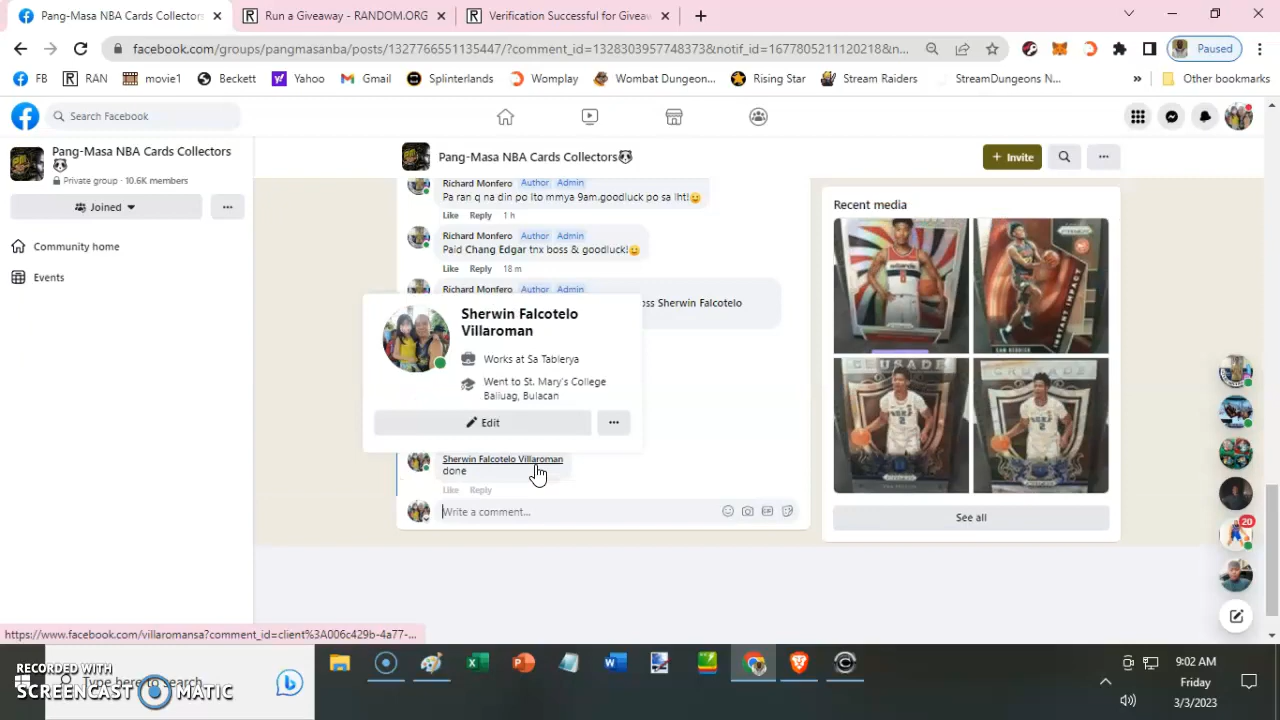 Pang-Masa NBA Cards Collectors
Run a Giveaway - RANDOM.ORG
Verification Successful for Giveaw
facebook.com/groups/pangmasanba/posts/1327766551135447/?comment_id=1328303957748373&notif_id=1677805211120218&n...
Paused
FB
RAN
movie1
Beckett
Yahoo
Gmail
Splinterlands
Womplay
Wombat Dungeon...
Rising Star
Stream Raiders
StreamDungeons N...
»
Other bookmarks
Search Facebook
Pang-Masa NBA Cards Collectors🐼
Private group · 10.6K members
Joined
Community home
Events
Pang-Masa NBA Cards Collectors🐼
+ Invite
Richard Monfero Author Admin
Pa ran q na din po ito mmya 9am.goodluck po sa lht!😊
Like Reply 1 h
Richard Monfero Author Admin
Paid Chang Edgar tnx boss & goodluck!😊
Like Reply 18 m
Richard Monfero Author Admin
ss Sherwin Falcotelo
Sherwin Falcotelo
Villaroman
Works at Sa Tablerya
Went to St. Mary's College
Baliuag, Bulacan
Edit
Sherwin Falcotelo Villaroman
done
Like Reply
Write a comment...
Recent media
CRUSADE
INSTANT IMPACT
See all
20
https://www.facebook.com/villaromansa?comment_id=client%3A006c429b-4a77-...
RECORDED WITH
SCREENCAST MATIC
Type here to search
9:02 AM
Friday
3/3/2023